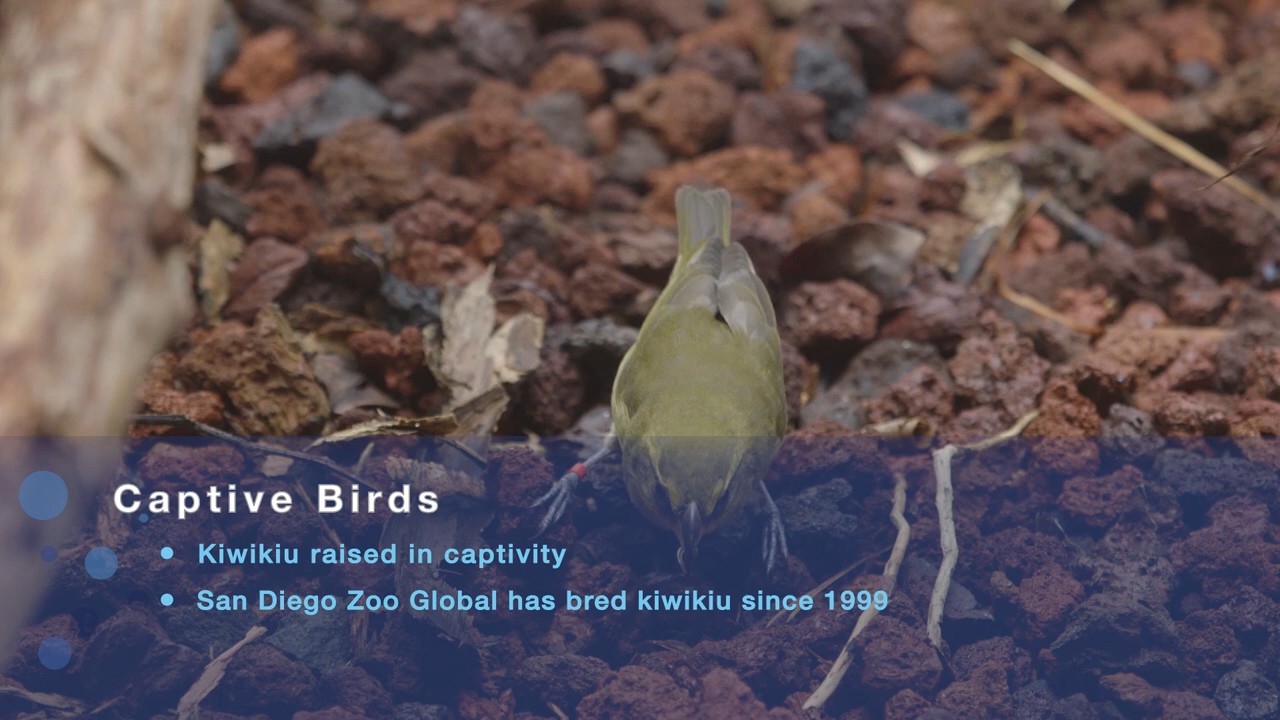 Captive Birds
Kiwikiu raised in captivity
San Diego Zoo Global has bred kiwikiu since 1999